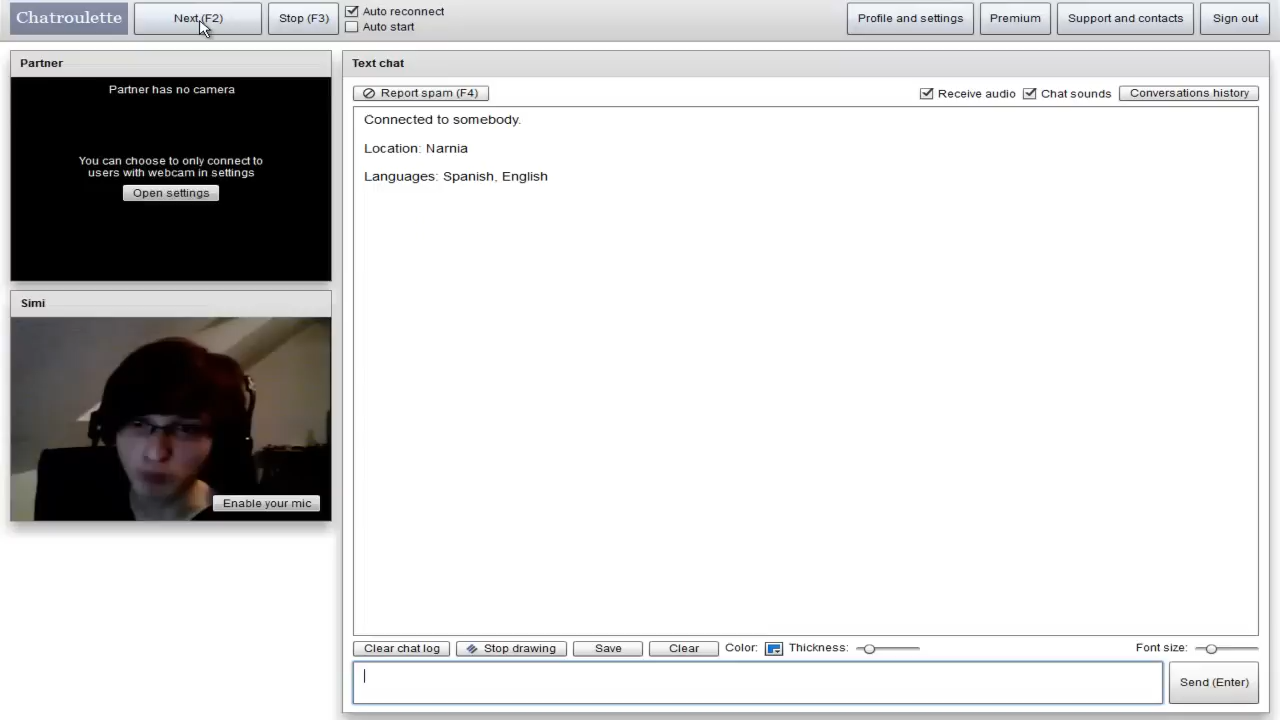 Chatroulette
Next (F2)
Stop (F3)
Auto reconnect
Auto start
Profile and settings
Premium
Support and contacts
Sign out
Partner
Partner has no camera
You can choose to only connect to
users with webcam in settings
Open settings
Simi
Enable your mic
Text chat
Report spam (F4)
Receive audio
Chat sounds
Conversations history
Connected to somebody.
Location: Narnia
Languages: Spanish, English
Clear chat log
Stop drawing
Save
Clear
Color:
Thickness:
Font size:
Send (Enter)